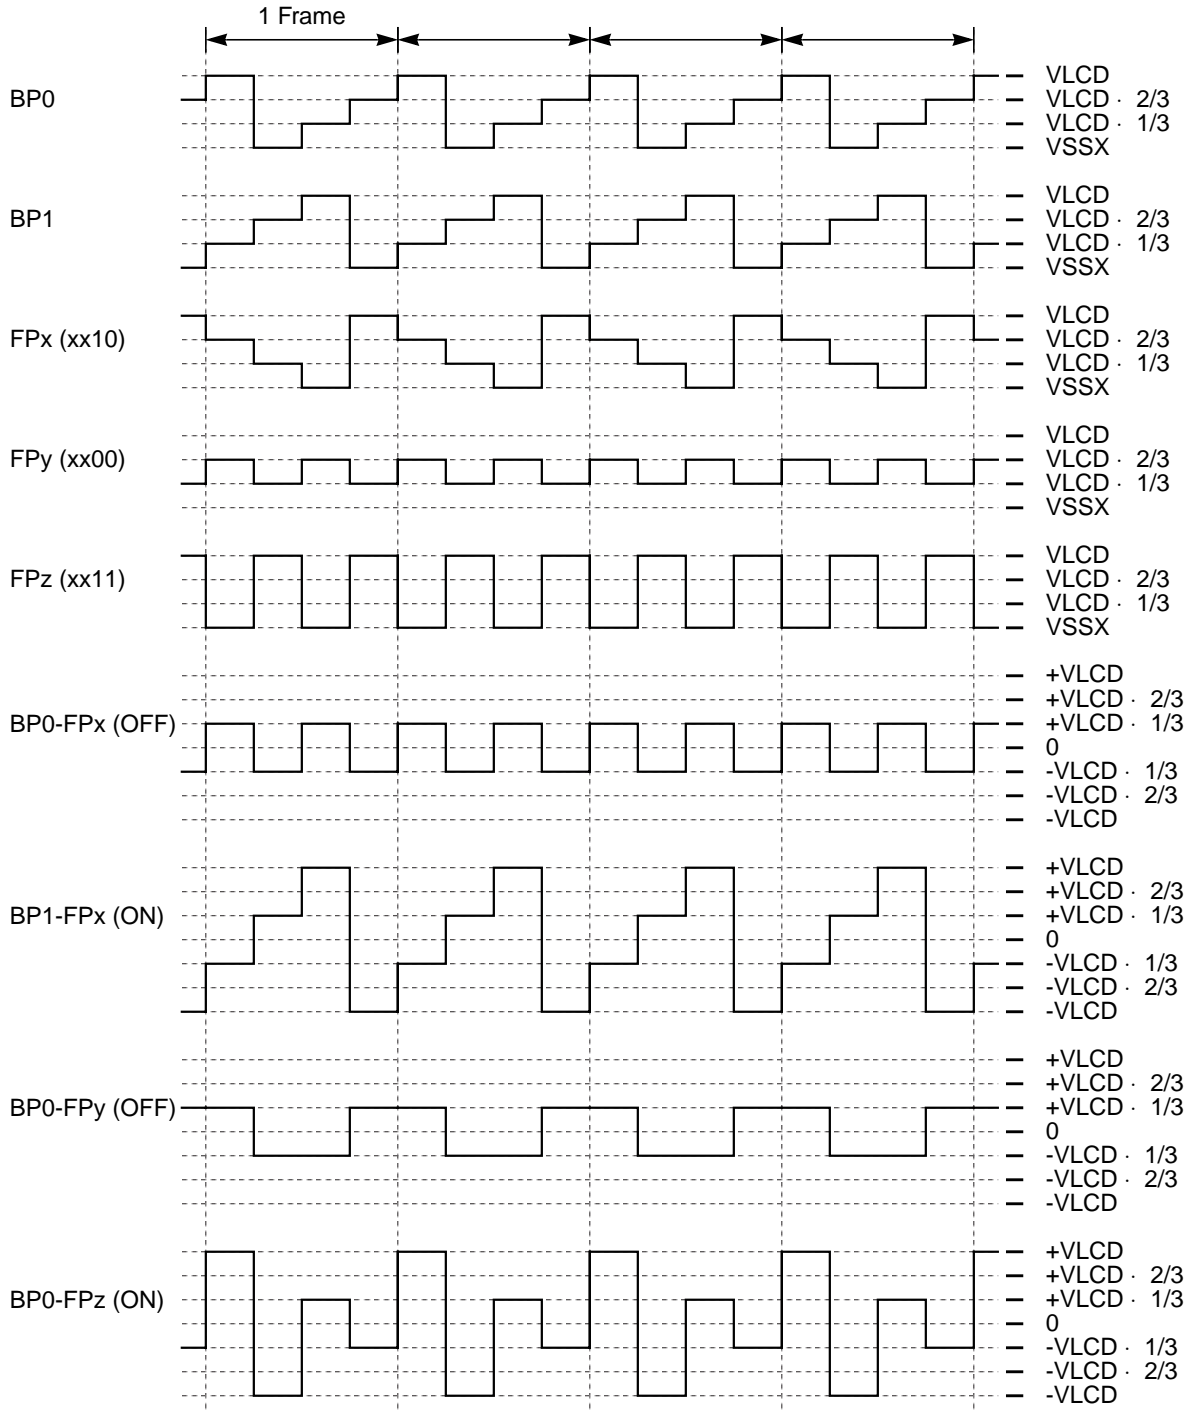 1 Frame
BP0
VLCD
VLCD · 2/3
VLCD · 1/3
VSSX
BP1
VLCD
VLCD · 2/3
VLCD · 1/3
VSSX
FPx (xx10)
VLCD
VLCD · 2/3
VLCD · 1/3
VSSX
FPy (xx00)
VLCD
VLCD · 2/3
VLCD · 1/3
VSSX
FPz (xx11)
VLCD
VLCD · 2/3
VLCD · 1/3
VSSX
BP0-FPx (OFF)
+VLCD
+VLCD · 2/3
+VLCD · 1/3
0
-VLCD · 1/3
-VLCD · 2/3
-VLCD
BP1-FPx (ON)
+VLCD
+VLCD · 2/3
+VLCD · 1/3
0
-VLCD · 1/3
-VLCD · 2/3
-VLCD
BP0-FPy (OFF)
+VLCD
+VLCD · 2/3
+VLCD · 1/3
0
-VLCD · 1/3
-VLCD · 2/3
-VLCD
BP0-FPz (ON)
+VLCD
+VLCD · 2/3
+VLCD · 1/3
0
-VLCD · 1/3
-VLCD · 2/3
-VLCD